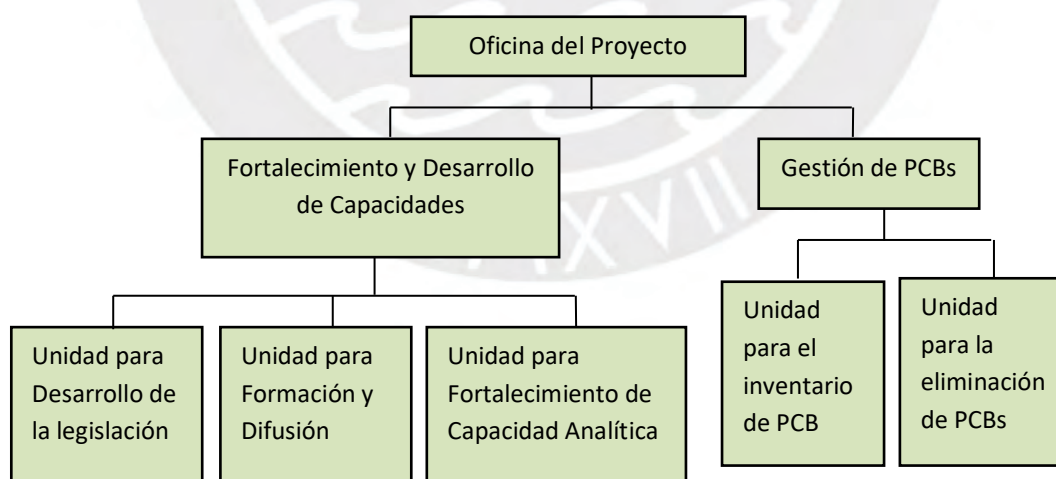 Oficina del Proyecto
Fortalecimiento y Desarrollo
de Capacidades
Gestión de PCBs
Unidad para
Desarrollo de
la legislación
Unidad para
Formación y
Difusión
Unidad para
Fortalecimiento de
Capacidad Analítica
Unidad
para el
inventario
de PCB
Unidad
para la
eliminación
de PCBs